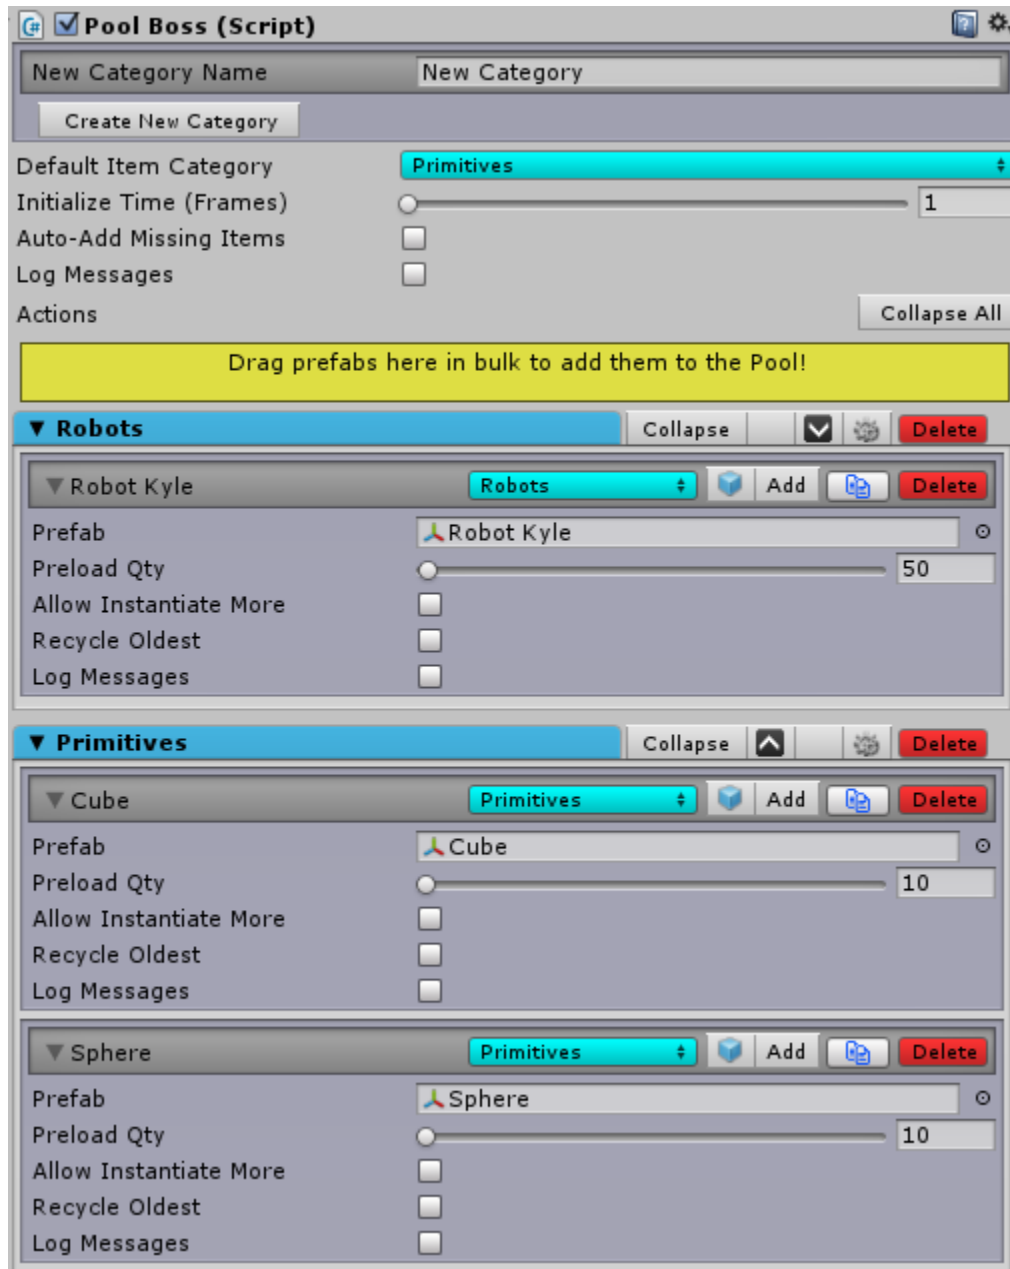 Pool Boss (Script)
New Category Name New Category
Create New Category
Default Item Category Primitives
Initialize Time (Frames) 1
Auto-Add Missing Items
Log Messages
Actions Collapse All
Drag prefabs here in bulk to add them to the Pool!
▼ Robots Collapse Delete
▼ Robot Kyle Robots Add Delete
Prefab Robot Kyle
Preload Qty 50
Allow Instantiate More
Recycle Oldest
Log Messages
▼ Primitives Collapse Delete
▼ Cube Primitives Add Delete
Prefab Cube
Preload Qty 10
Allow Instantiate More
Recycle Oldest
Log Messages
▼ Sphere Primitives Add Delete
Prefab Sphere
Preload Qty 10
Allow Instantiate More
Recycle Oldest
Log Messages